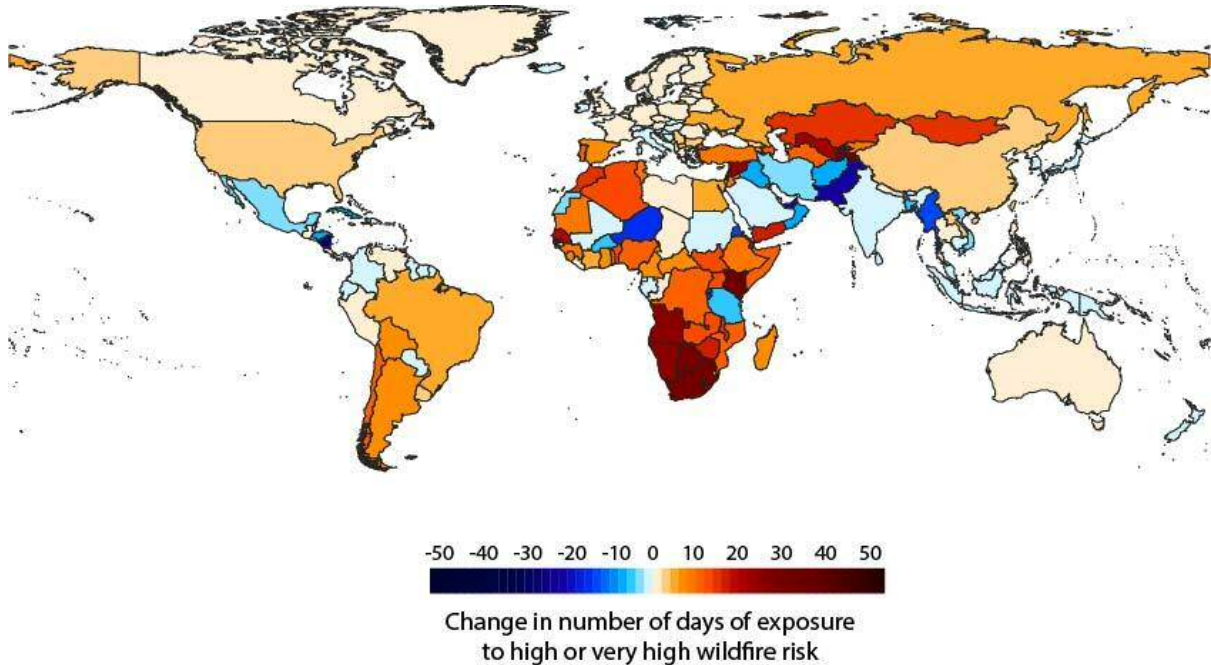 -50 -40 -30 -20 -10 0 10 20 30 40 50
Change in number of days of exposure
to high or very high wildfire risk